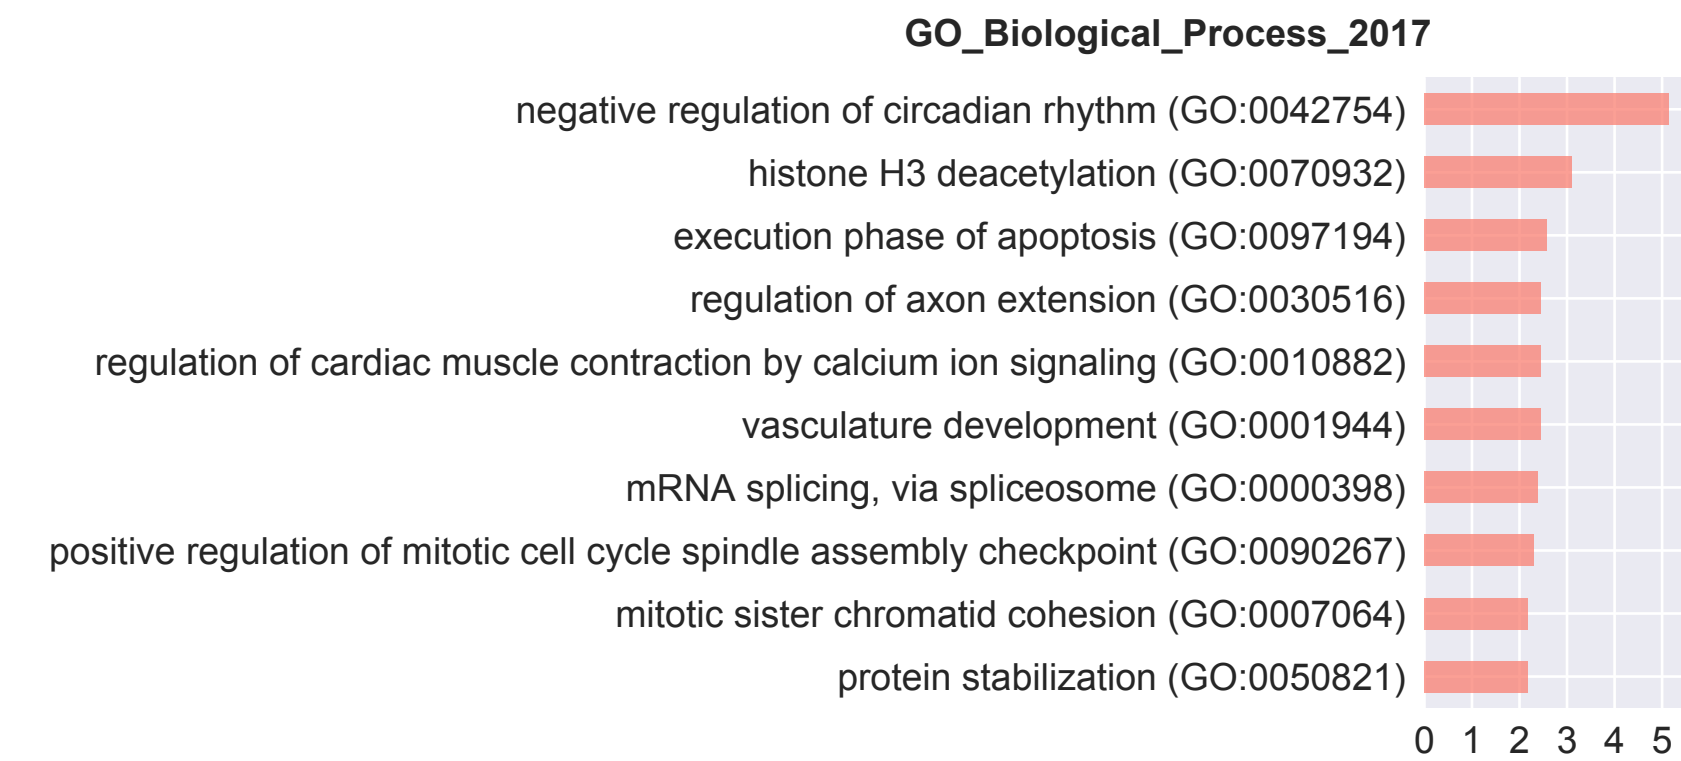 GO_Biological_Process_2017
negative regulation of circadian rhythm (GO:0042754)
histone H3 deacetylation (GO:0070932)
execution phase of apoptosis (GO:0097194)
regulation of axon extension (GO:0030516)
regulation of cardiac muscle contraction by calcium ion signaling (GO:0010882)
vasculature development (GO:0001944)
mRNA splicing, via spliceosome (GO:0000398)
positive regulation of mitotic cell cycle spindle assembly checkpoint (GO:0090267)
mitotic sister chromatid cohesion (GO:0007064)
protein stabilization (GO:0050821)
0 1 2 3 4 5